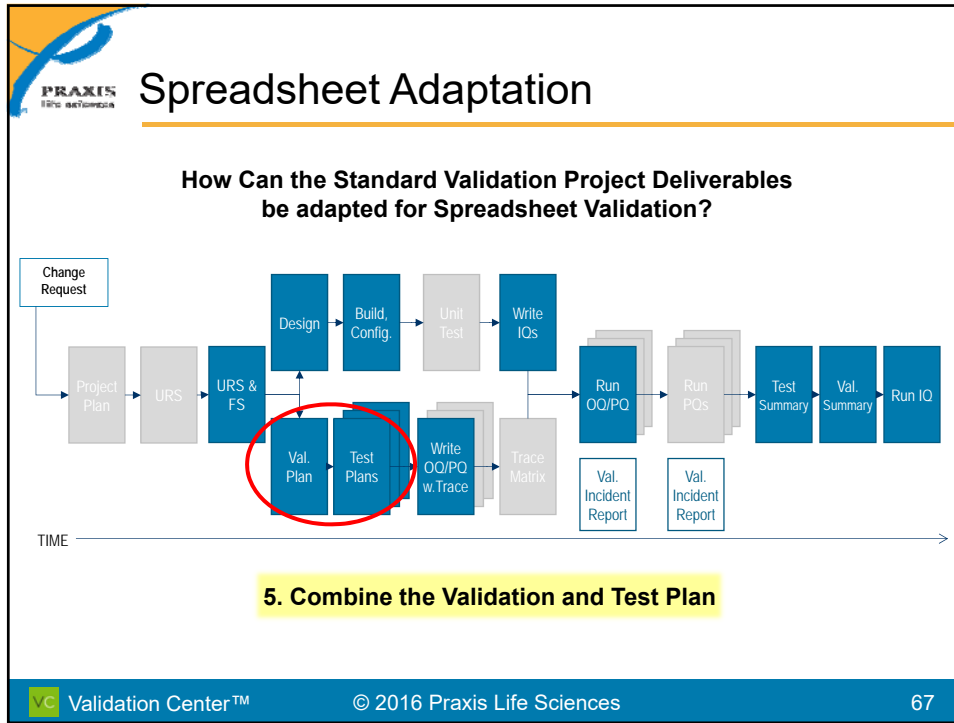 PRAXIS
life sciences
Spreadsheet Adaptation
How Can the Standard Validation Project Deliverables
be adapted for Spreadsheet Validation?
Change
Request
Project
Plan
URS
URS &
FS
Design
Build,
Config.
Unit
Test
Write
IQs
Val.
Plan
Test
Plans
Write
OQ/PQ
w.Trace
Trace
Matrix
Run
OQ/PQ
Run
PQs
Test
Summary
Val.
Summary
Run IQ
Val.
Incident
Report
Val.
Incident
Report
TIME
5. Combine the Validation and Test Plan
VC Validation Center™
© 2016 Praxis Life Sciences
67